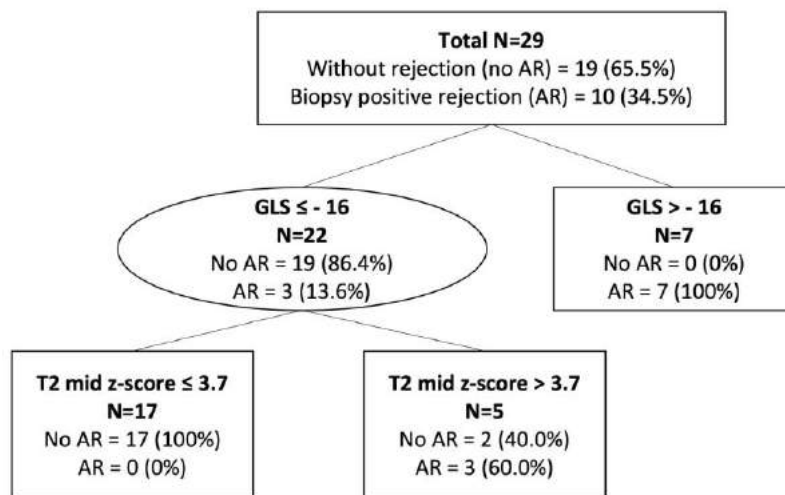 Total N=29
Without rejection (no AR) = 19 (65.5%)
Biopsy positive rejection (AR) = 10 (34.5%)
GLS ≤ - 16
N=22
No AR = 19 (86.4%)
AR = 3 (13.6%)
GLS > - 16
N=7
No AR = 0 (0%)
AR = 7 (100%)
T2 mid z-score ≤ 3.7
N=17
No AR = 17 (100%)
AR = 0 (0%)
T2 mid z-score > 3.7
N=5
No AR = 2 (40.0%)
AR = 3 (60.0%)